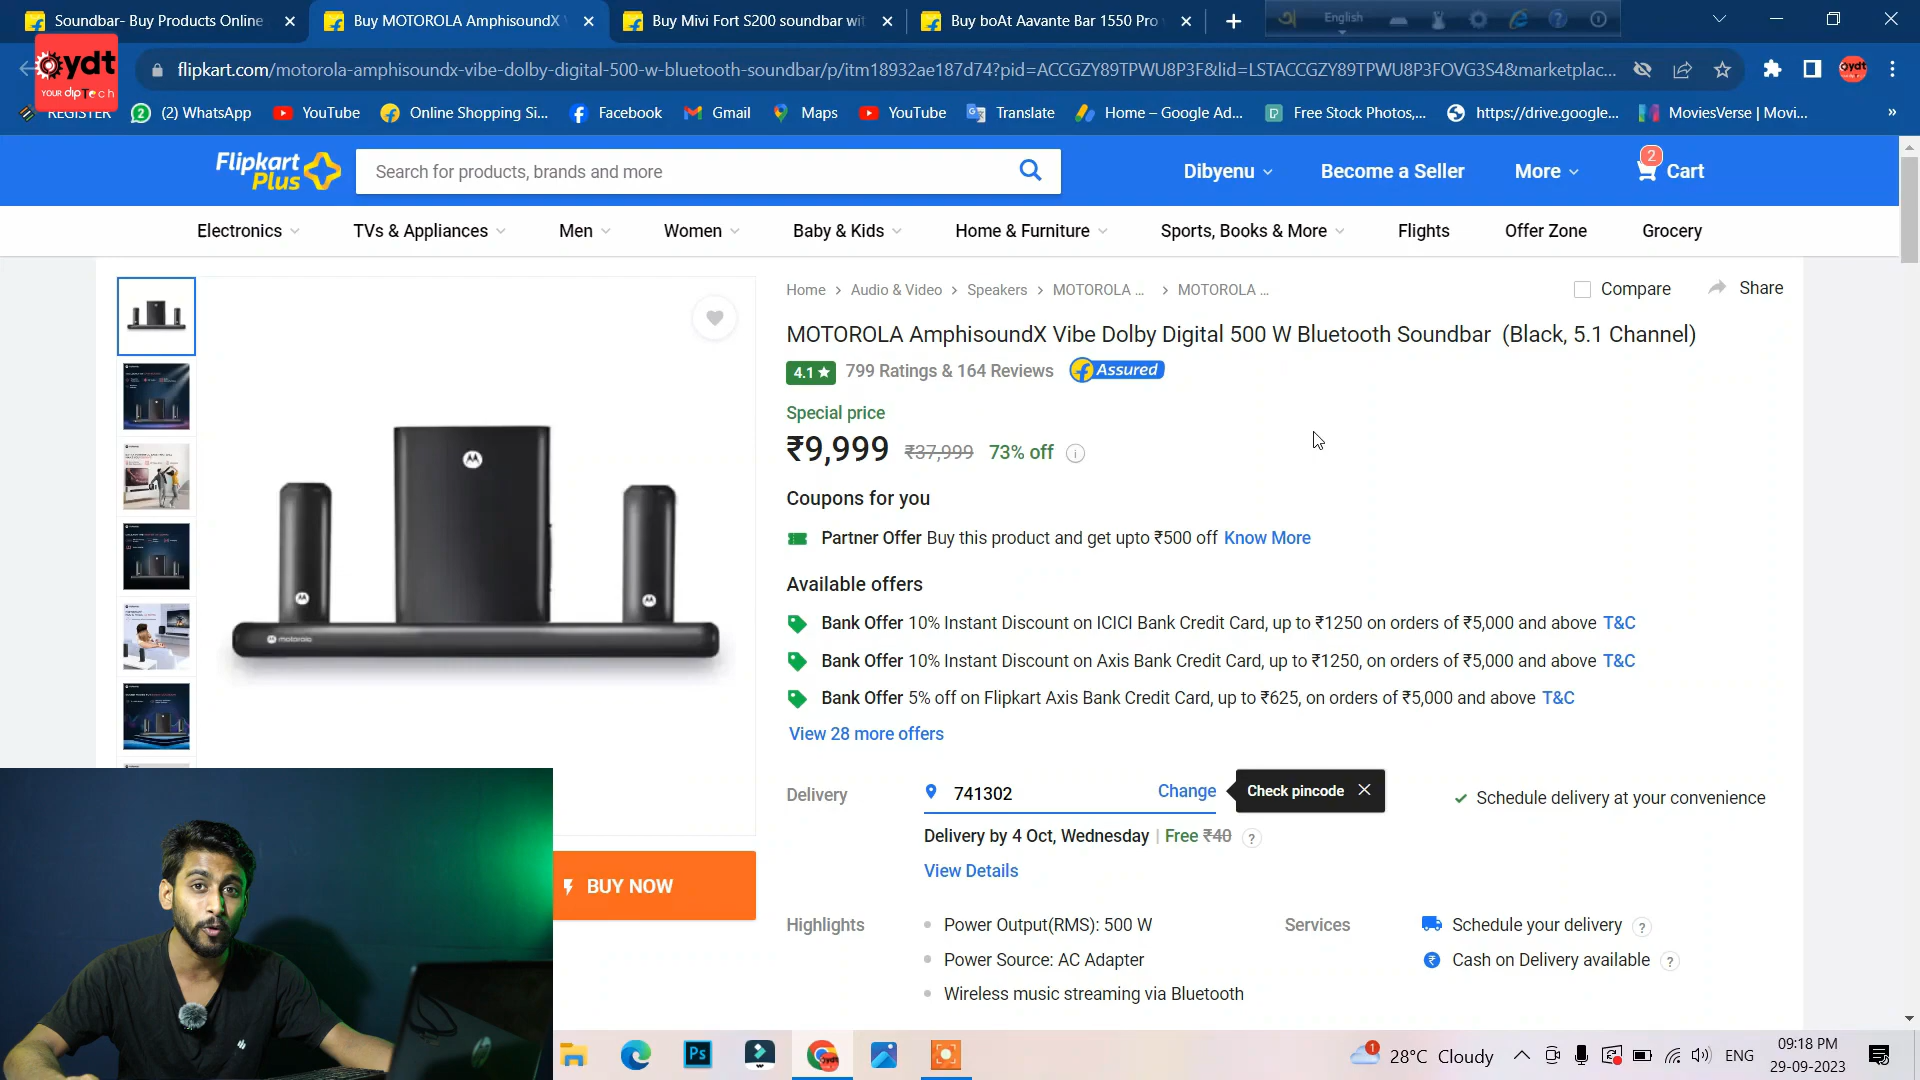 Soundbar- Buy Products Online
Buy MOTOROLA AmphisoundX
Buy Mivi Fort S200 soundbar wit
Buy boAt Aavante Bar 1550 Pro
English
ydt
YOUR dipTech
flipkart.com/motorola-amphisoundx-vibe-dolby-digital-500-w-bluetooth-soundbar/p/itm18932ae187d74?pid=ACCGZY89TPWU8P3F&lid=LSTACCGZY89TPWU8P3FOVG3S4&marketplac...
REGISTER
(2) WhatsApp
YouTube
Online Shopping Si...
Facebook
Gmail
Maps
YouTube
Translate
Home – Google Ad...
Free Stock Photos,...
https://drive.google...
MoviesVerse | Movi...
»
Flipkart
Plus
Search for products, brands and more
Dibyenu
Become a Seller
More
2
Cart
Electronics
TVs & Appliances
Men
Women
Baby & Kids
Home & Furniture
Sports, Books & More
Flights
Offer Zone
Grocery
Home > Audio & Video > Speakers > MOTOROLA ... > MOTOROLA ...
Compare
Share
MOTOROLA AmphisoundX Vibe Dolby Digital 500 W Bluetooth Soundbar (Black, 5.1 Channel)
4.1★ 799 Ratings & 164 Reviews Assured
Special price
₹9,999 ₹37,999 73% off
Coupons for you
Partner Offer Buy this product and get upto ₹500 off Know More
Available offers
Bank Offer 10% Instant Discount on ICICI Bank Credit Card, up to ₹1250 on orders of ₹5,000 and above T&C
Bank Offer 10% Instant Discount on Axis Bank Credit Card, up to ₹1250, on orders of ₹5,000 and above T&C
Bank Offer 5% off on Flipkart Axis Bank Credit Card, up to ₹625, on orders of ₹5,000 and above T&C
View 28 more offers
motorola
Delivery
741302
Change
Check pincode
Schedule delivery at your convenience
Delivery by 4 Oct, Wednesday | Free ₹40 ?
View Details
BUY NOW
Highlights
Power Output(RMS): 500 W
Power Source: AC Adapter
Wireless music streaming via Bluetooth
Services
Schedule your delivery ?
Cash on Delivery available ?
Ps
1
28°C Cloudy
ENG
09:18 PM
29-09-2023